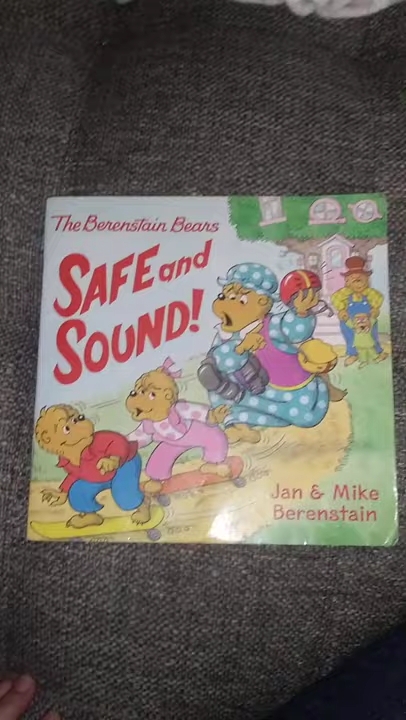 The Berenstain Bears
SAFE and
SOUND!
Jan & Mike
Berenstain